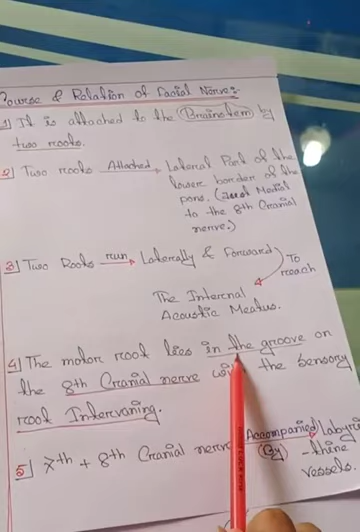 Course & Relation of Facial Nerve:-
1) It is attached to the (Brainstem) by
two roots.
2) Two roots Attached → Lateral Part of the
lower border of the
pons. (Just Medial
to the 8th Cranial
nerve.)
3) Two Roots run → Laterally & Forward
To reach
The Internal
Acoustic Meatus.
4) The motor root lies in the groove on
the 8th Cranial nerve with the sensory
root Intervening.
5) 7th + 8th Cranial nerve Accompanied Labyri
(By) -nthine
vessels.